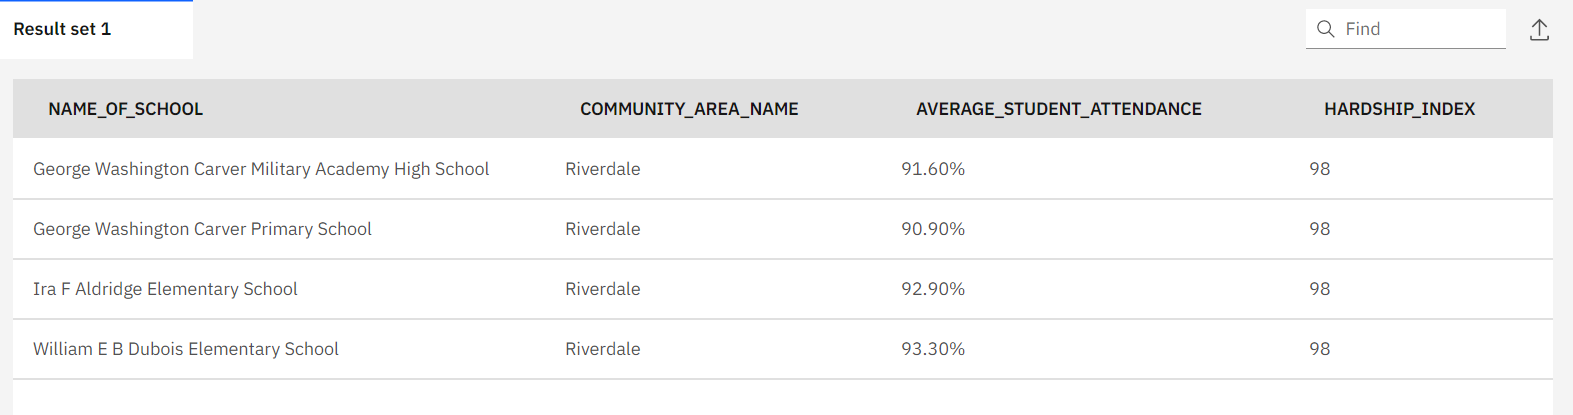 Result set 1
Find
NAME_OF_SCHOOL COMMUNITY_AREA_NAME AVERAGE_STUDENT_ATTENDANCE HARDSHIP_INDEX
George Washington Carver Military Academy High School Riverdale 91.60% 98
George Washington Carver Primary School Riverdale 90.90% 98
Ira F Aldridge Elementary School Riverdale 92.90% 98
William E B Dubois Elementary School Riverdale 93.30% 98